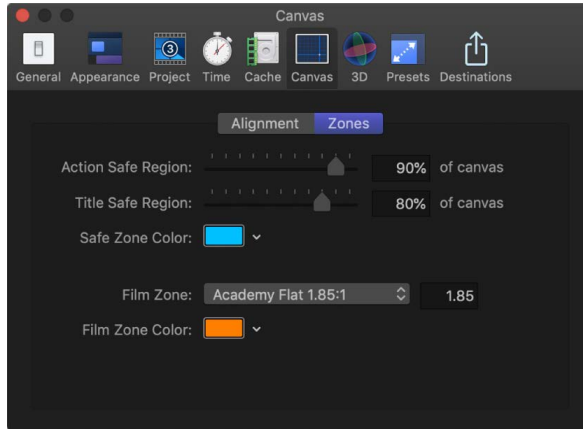 Canvas
3
General Appearance Project Time Cache Canvas 3D Presets Destinations
Alignment Zones
Action Safe Region: 90% of canvas
Title Safe Region: 80% of canvas
Safe Zone Color:
Film Zone: Academy Flat 1.85:1 1.85
Film Zone Color: